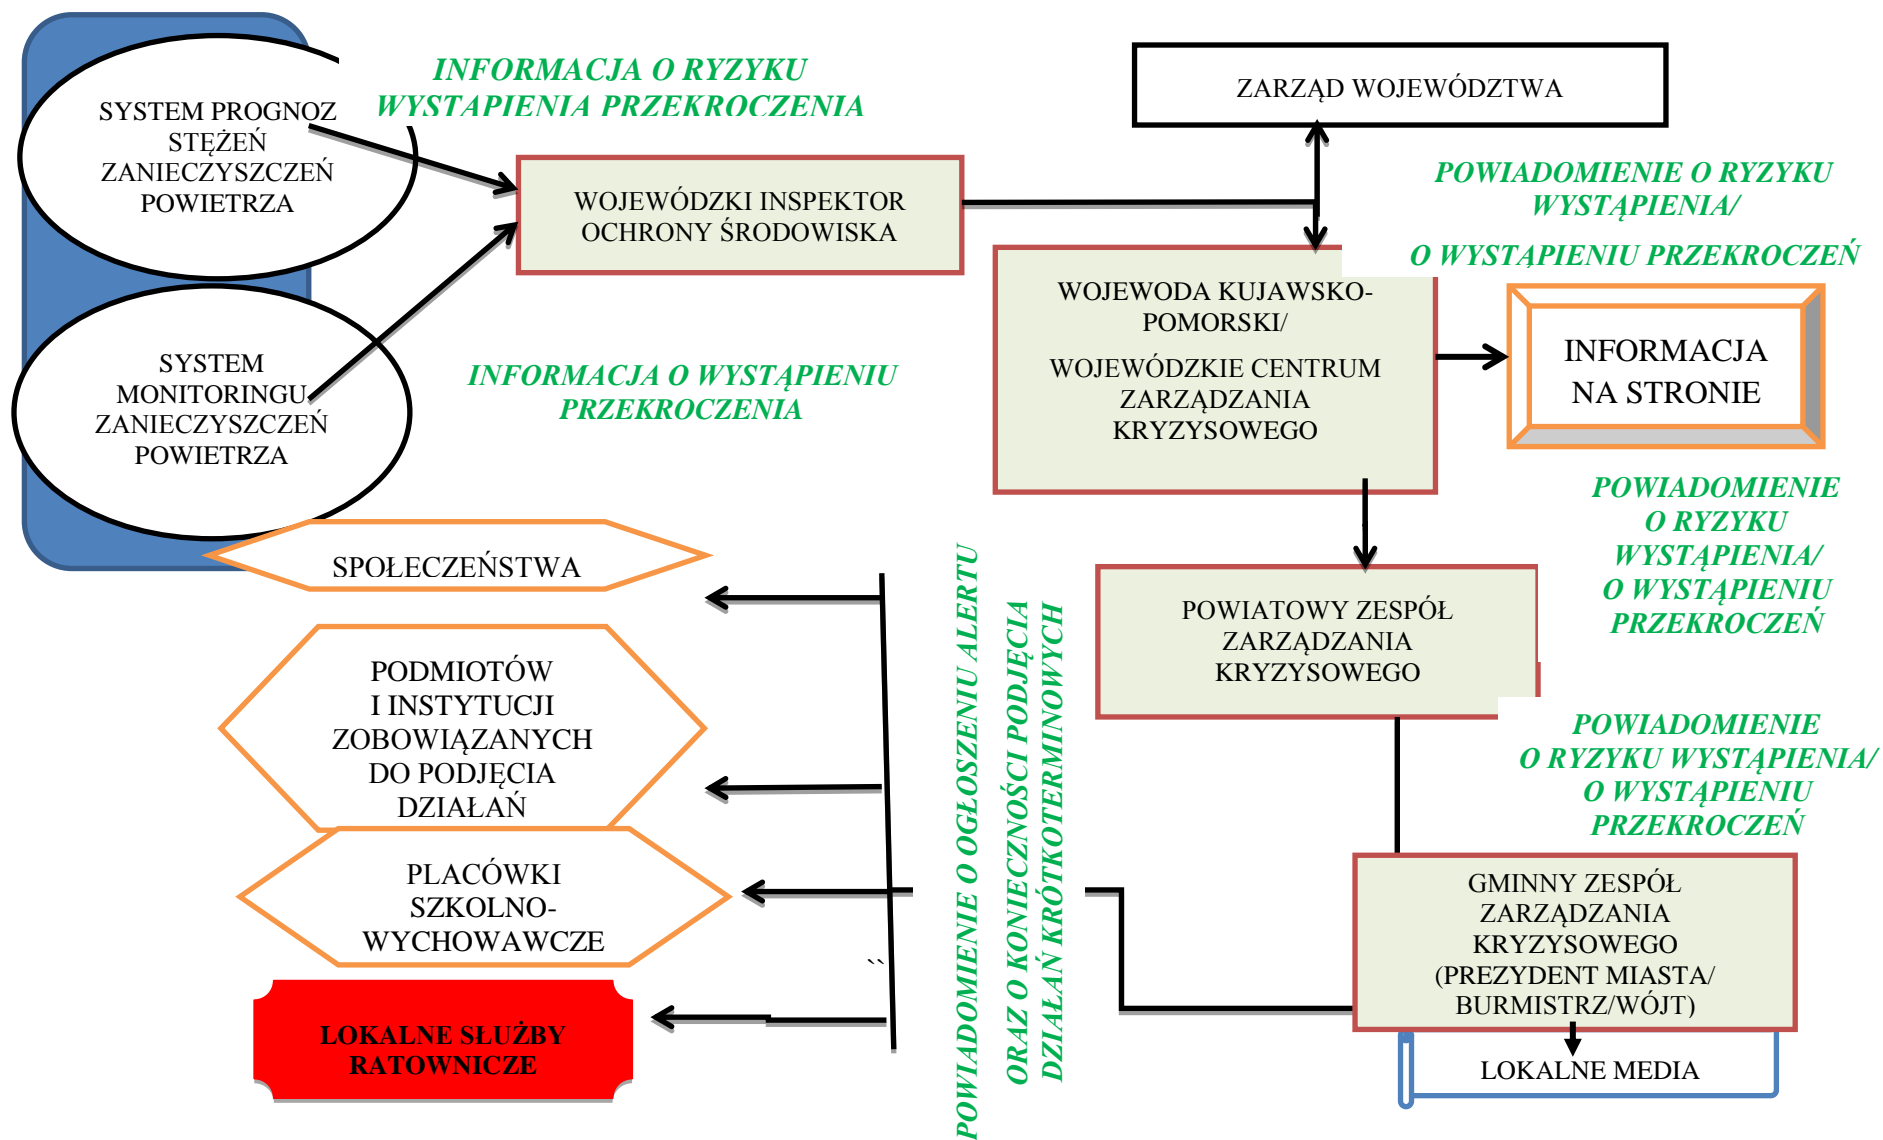 SYSTEM PROGNOZ
STĘŻEŃ
ZANIECZYSZCZEŃ
POWIETRZA
INFORMACJA O RYZYKU
WYSTĄPIENIA PRZEKROCZENIA
ZARZĄD WOJEWÓDZTWA
WOJEWÓDZKI INSPEKTOR
OCHRONY ŚRODOWISKA
POWIADOMIENIE O RYZYKU
WYSTĄPIENIA/
O WYSTĄPIENIU PRZEKROCZEŃ
SYSTEM
MONITORINGU
ZANIECZYSZCZEŃ
POWIETRZA
INFORMACJA O WYSTĄPIENIU
PRZEKROCZENIA
WOJEWODA KUJAWSKO-
POMORSKI/
WOJEWÓDZKIE CENTRUM
ZARZĄDZANIA
KRYZYSOWEGO
INFORMACJA
NA STRONIE
POWIADOMIENIE
O RYZYKU
WYSTĄPIENIA/
O WYSTĄPIENIU
PRZEKROCZEŃ
POWIATOWY ZESPÓŁ
ZARZĄDZANIA
KRYZYSOWEGO
POWIADOMIENIE
O RYZYKU WYSTĄPIENIA/
O WYSTĄPIENIU
PRZEKROCZEŃ
GMINNY ZESPÓŁ
ZARZĄDZANIA
KRYZYSOWEGO
(PREZYDENT MIASTA/
BURMISTRZ/WÓJT)
LOKALNE MEDIA
POWIADOMIENIE O OGŁOSZENIU ALERTU
ORAZ O KONIECZNOŚCI PODJĘCIA
DZIAŁAŃ KRÓTKOTERMINOWYCH
SPOŁECZEŃSTWA
PODMIOTÓW
I INSTYTUCJI
ZOBOWIĄZANYCH
DO PODJĘCIA
DZIAŁAŃ
PLACÓWKI
SZKOLNO-
WYCHOWAWCZE
``
LOKALNE SŁUŻBY
RATOWNICZE